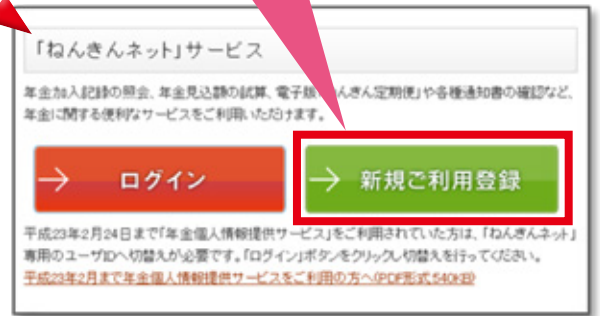 「ねんきんネット」サービス
年金加入記録の照会、年金見込額の試算、電子版「ねんきん定期便」や各種通知書の確認など、
年金に関する便利なサービスをご利用いただけます。
→ ログイン
→ 新規ご利用登録
平成23年2月24日まで「年金個人情報提供サービス」をご利用されていた方は、「ねんきんネット」
専用のユーザIDへ切替えが必要です。「ログイン」ボタンをクリックし切替えを行ってください。
平成23年2月まで年金個人情報提供サービスをご利用の方へ(PDF形式:540KB)